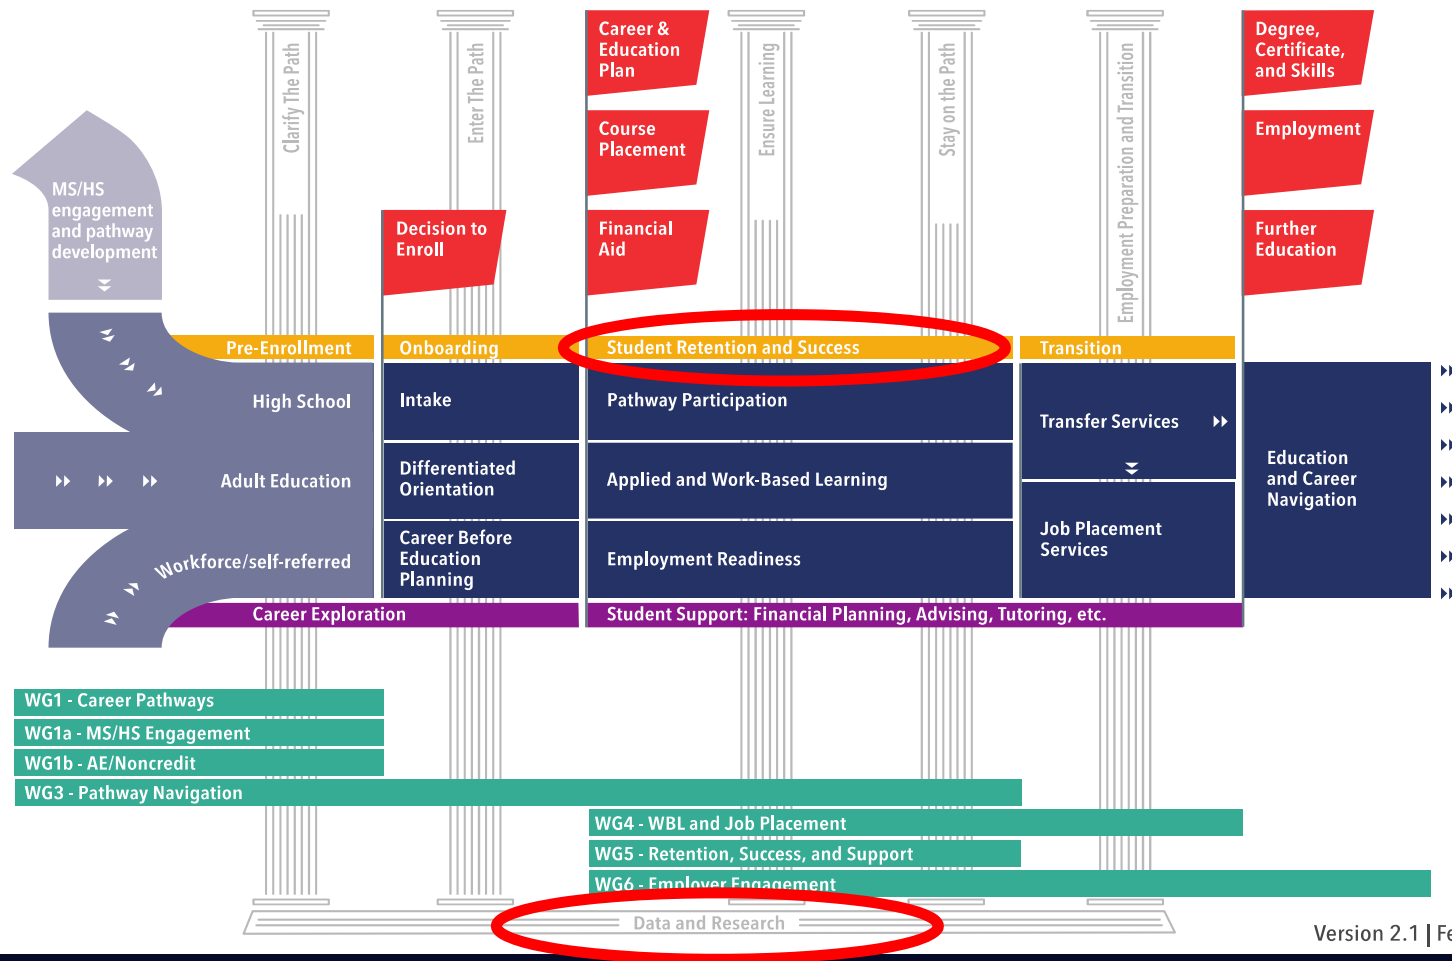 Clarify The Path
Enter The Path
Ensure Learning
Stay on the Path
Employment Preparation and Transition
Career &
Education
Plan
Course
Placement
Financial
Aid
Decision to
Enroll
Degree,
Certificate,
and Skills
Employment
Further
Education
MS/HS
engagement
and pathway
development
Pre-Enrollment
Onboarding
Student Retention and Success
Transition
High School
Adult Education
Workforce/self-referred
Intake
Differentiated
Orientation
Career Before
Education
Planning
Pathway Participation
Applied and Work-Based Learning
Employment Readiness
Transfer Services
Job Placement
Services
Education
and Career
Navigation
Career Exploration
Student Support: Financial Planning, Advising, Tutoring, etc.
WG1 - Career Pathways
WG1a - MS/HS Engagement
WG1b - AE/Noncredit
WG3 - Pathway Navigation
WG4 - WBL and Job Placement
WG5 - Retention, Success, and Support
WG6 - Employer Engagement
Data and Research
Version 2.1 | Fe